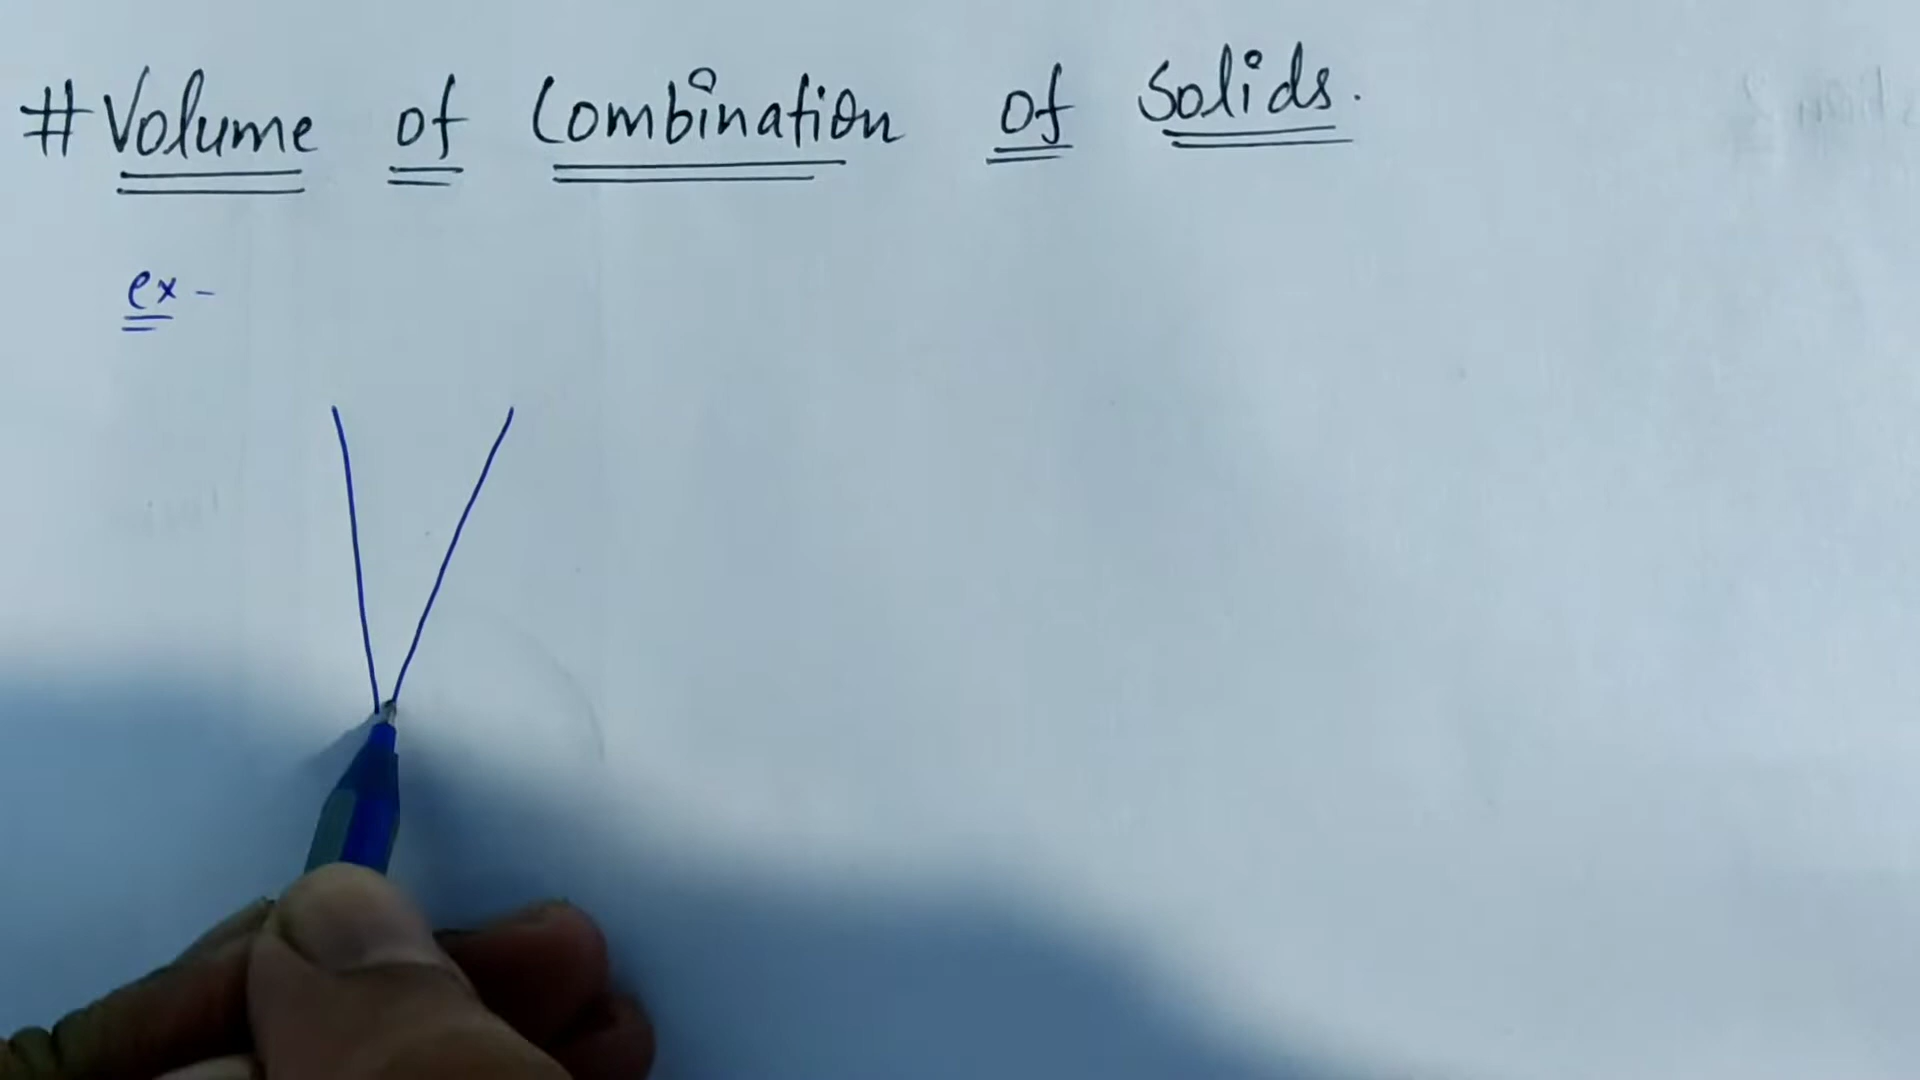 #Volume of Combination of Solids.
ex -